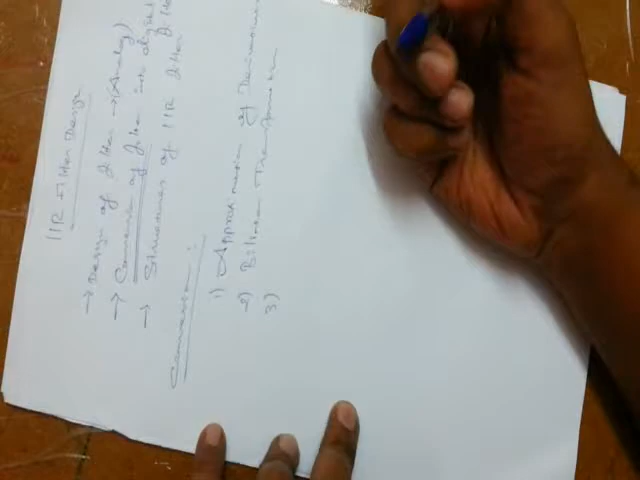 IIR Filter Design
→ Design of filter → (Analog)
→ Conversion of filter into digital
→ Structures of IIR filter
Conversion :
1) Approximation of Derivatives
2) Bilinear Transformation
3)